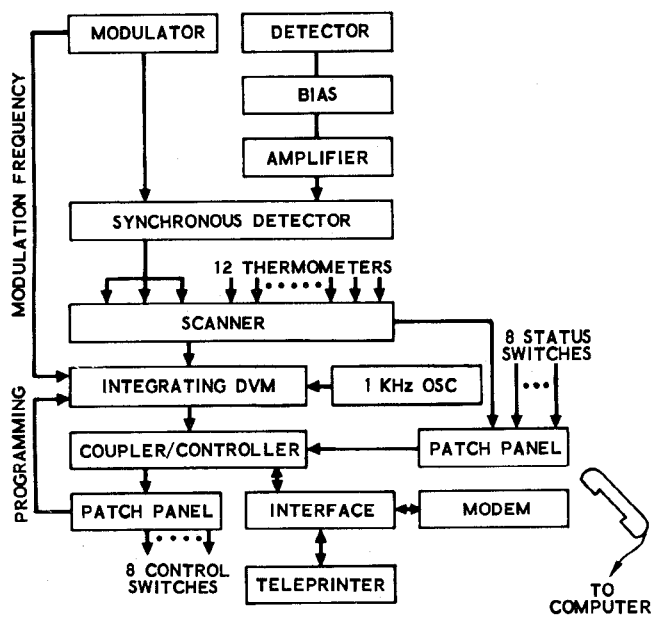 MODULATOR
DETECTOR
BIAS
AMPLIFIER
MODULATION FREQUENCY
SYNCHRONOUS DETECTOR
12 THERMOMETERS
SCANNER
8 STATUS
SWITCHES
INTEGRATING DVM
1 KHz OSC
PROGRAMMING
COUPLER/CONTROLLER
PATCH PANEL
PATCH PANEL
INTERFACE
MODEM
8 CONTROL
SWITCHES
TELEPRINTER
TO
COMPUTER